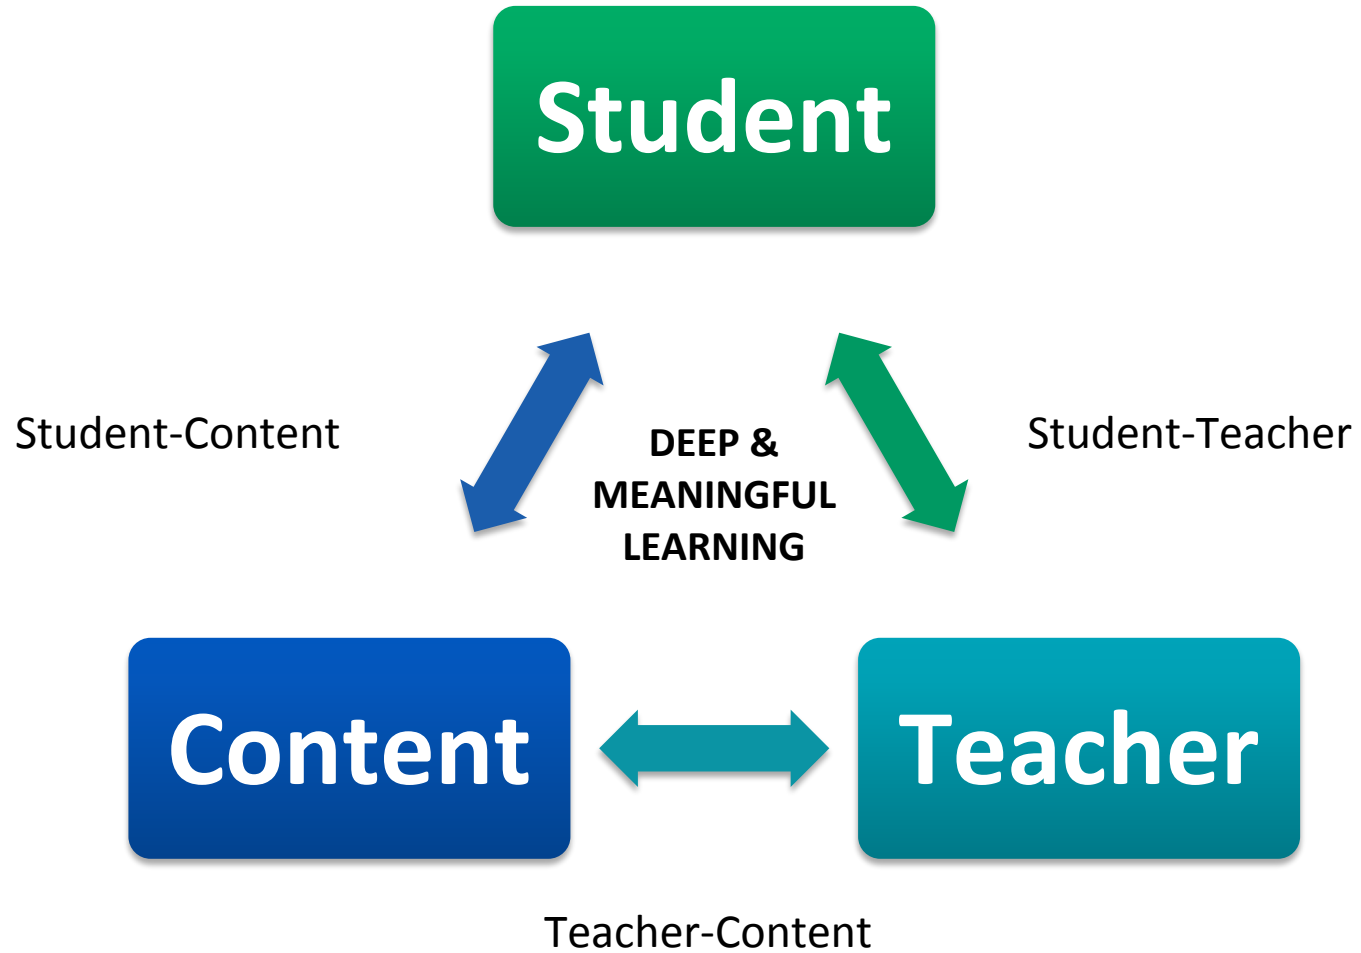 Student
Student-Content
DEEP &
MEANINGFUL
LEARNING
Student-Teacher
Content
Teacher
Teacher-Content